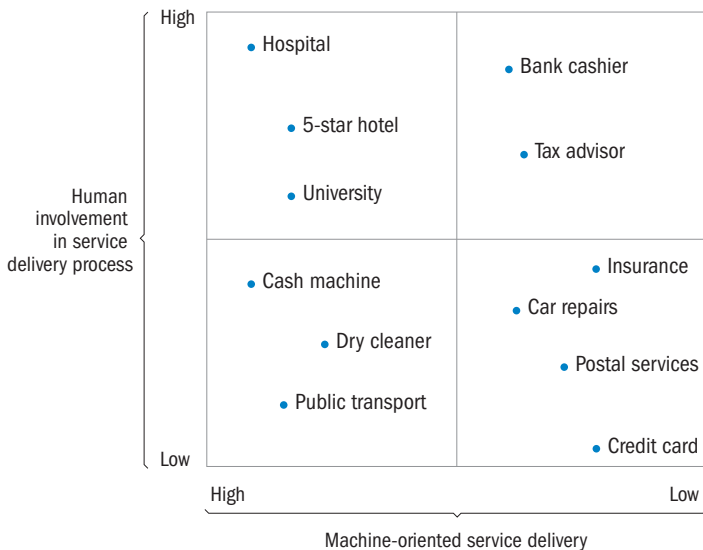 High
Hospital
Bank cashier
5-star hotel
Tax advisor
University
Human
involvement
in service
delivery process
Insurance
Cash machine
Car repairs
Dry cleaner
Postal services
Public transport
Credit card
Low
High
Low
Machine-oriented service delivery